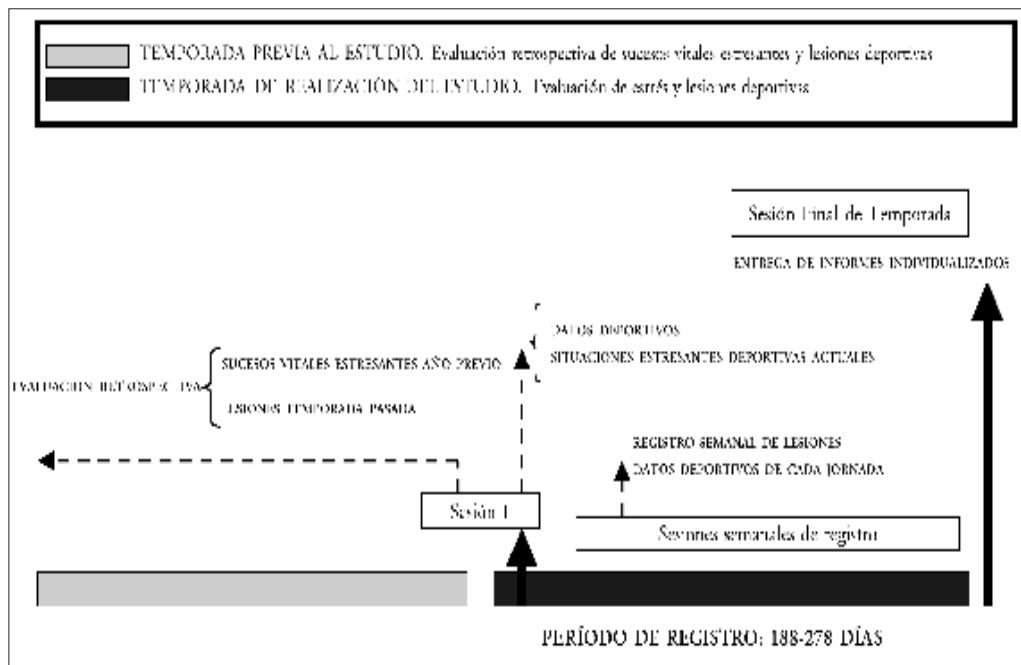 TEMPORADA PREVIA AL ESTUDIO. Evaluación retrospectiva de sucesos vitales estresantes y lesiones deportivas
TEMPORADA DE REALIZACIÓN DEL ESTUDIO. Evaluación de estrés y lesiones deportivas
Sesión Final de Temporada
ENTREGA DE INFORMES INDIVIDUALIZADOS
DATOS DEPORTIVOS
SITUACIONES ESTRESANTES DEPORTIVAS ACTUALES
SUCESOS VITALES ESTRESANTES AÑO PREVIO
EVALUACIÓN RETROSPECTIVA
LESIONES TEMPORADA PASADA
REGISTRO SEMANAL DE LESIONES
DATOS DEPORTIVOS DE CADA JORNADA
Sesión 1
Sesiones semanales de registro
PERÍODO DE REGISTRO: 188-278 DÍAS